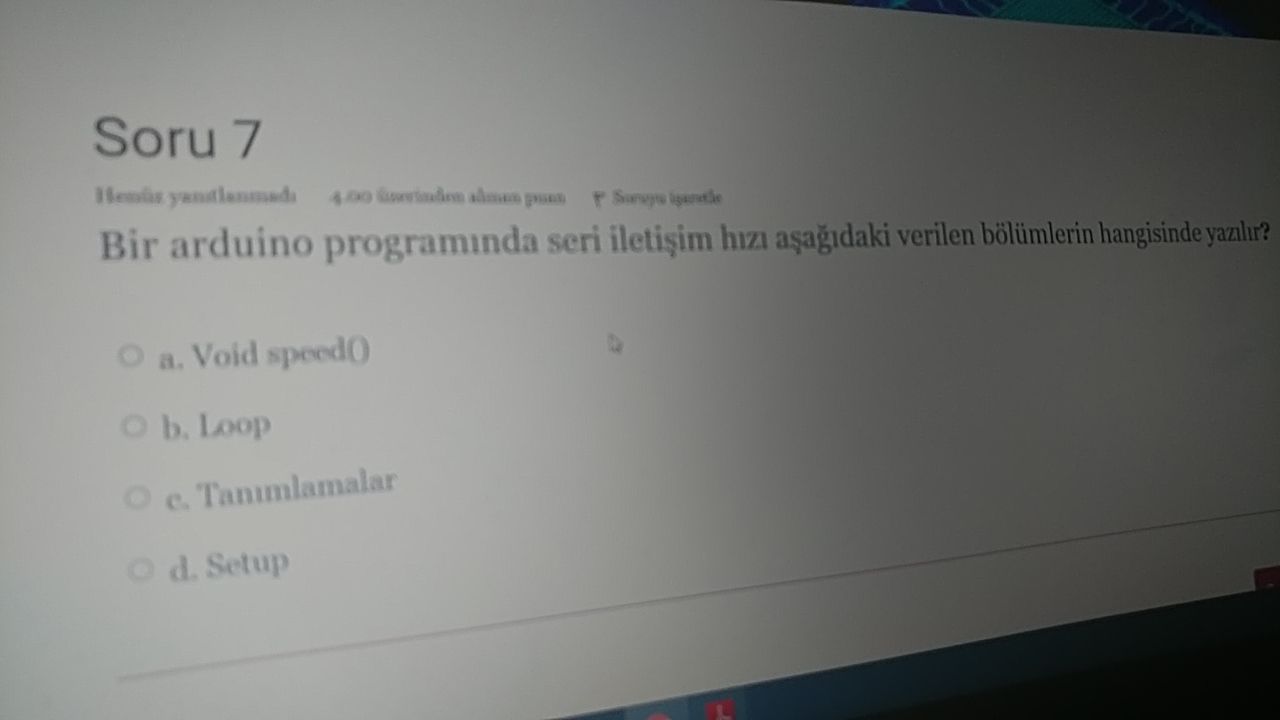 Soru 7
Henüz yanıtlanmadı 4,00 üzerinden alınan puan Soruyu işaretle
Bir arduino programında seri iletişim hızı aşağıdaki verilen bölümlerin hangisinde yazılır?
a. Void speed()
b. Loop
c. Tanımlamalar
d. Setup